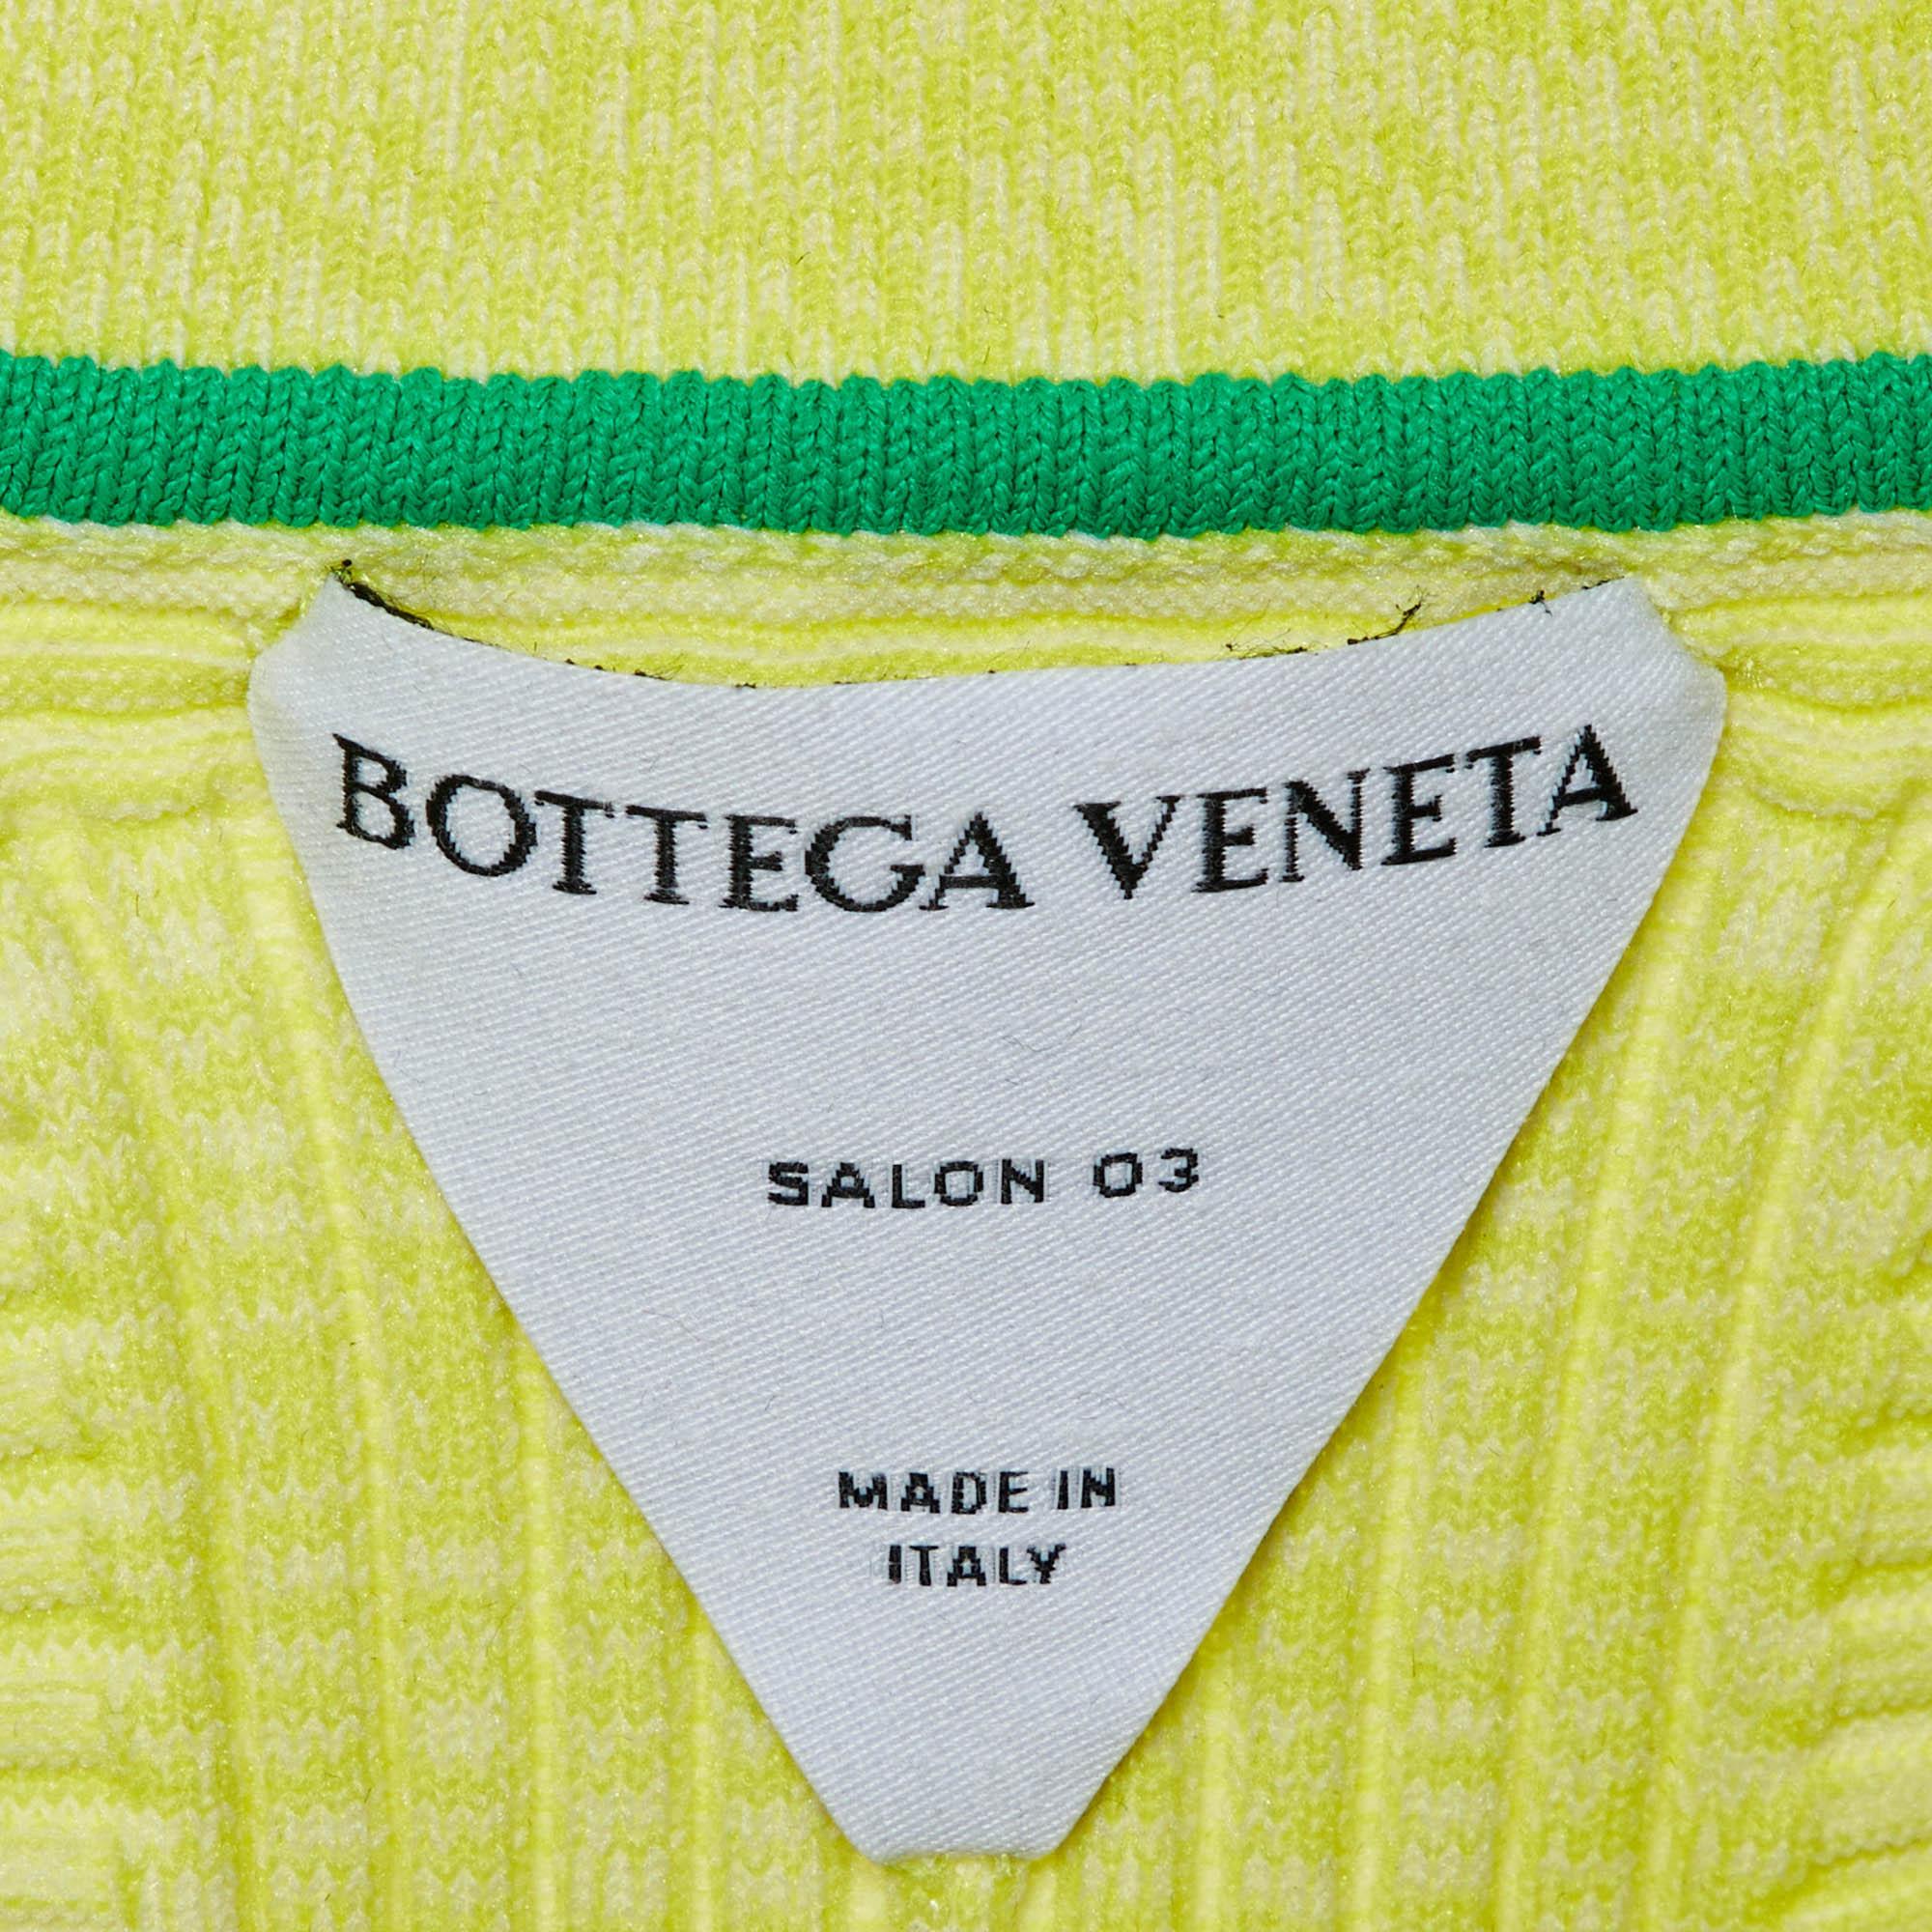 BOTTEGA VENETA
SALON 03
MADE IN
ITALY